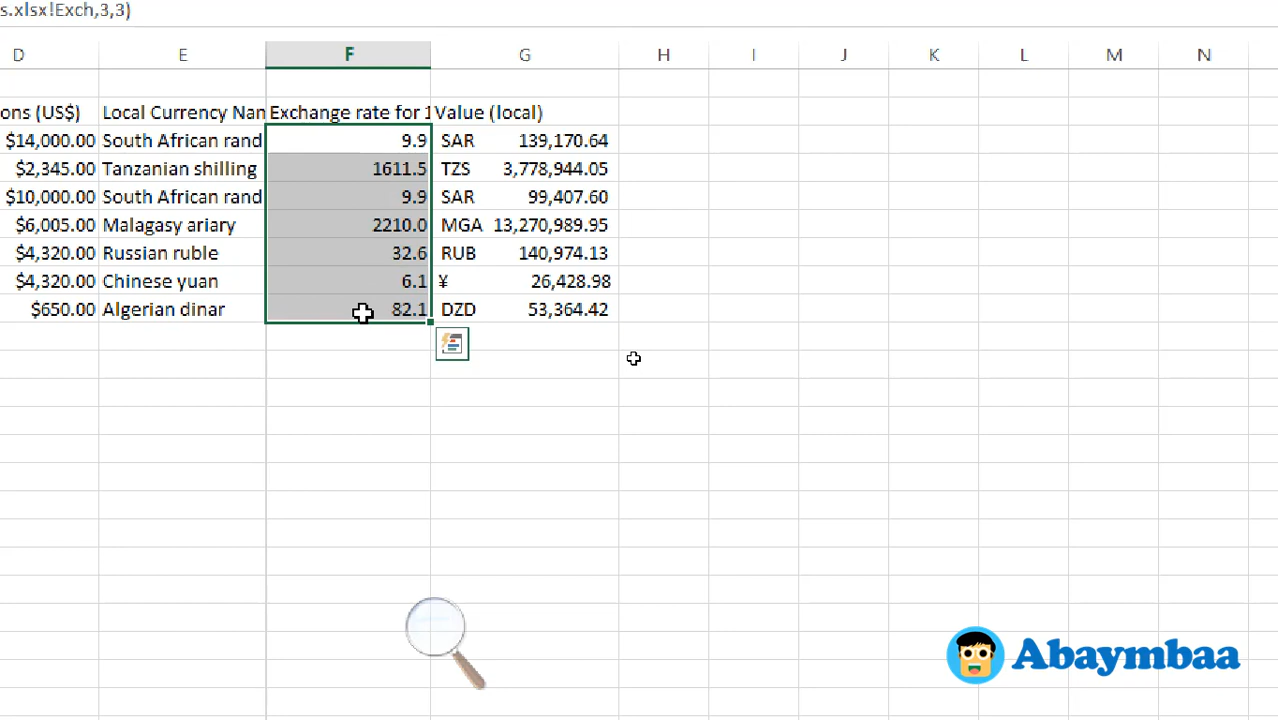 s.xlsx!Exch,3,3)
D E F G H I J K L M N
ons (US$) Local Currency Nam Exchange rate for 1 Value (local)
$14,000.00 South African rand 9.9 SAR 139,170.64
$2,345.00 Tanzanian shilling 1611.5 TZS 3,778,944.05
$10,000.00 South African rand 9.9 SAR 99,407.60
$6,005.00 Malagasy ariary 2210.0 MGA 13,270,989.95
$4,320.00 Russian ruble 32.6 RUB 140,974.13
$4,320.00 Chinese yuan 6.1 ¥ 26,428.98
$650.00 Algerian dinar 82.1 DZD 53,364.42
Abaymbaa